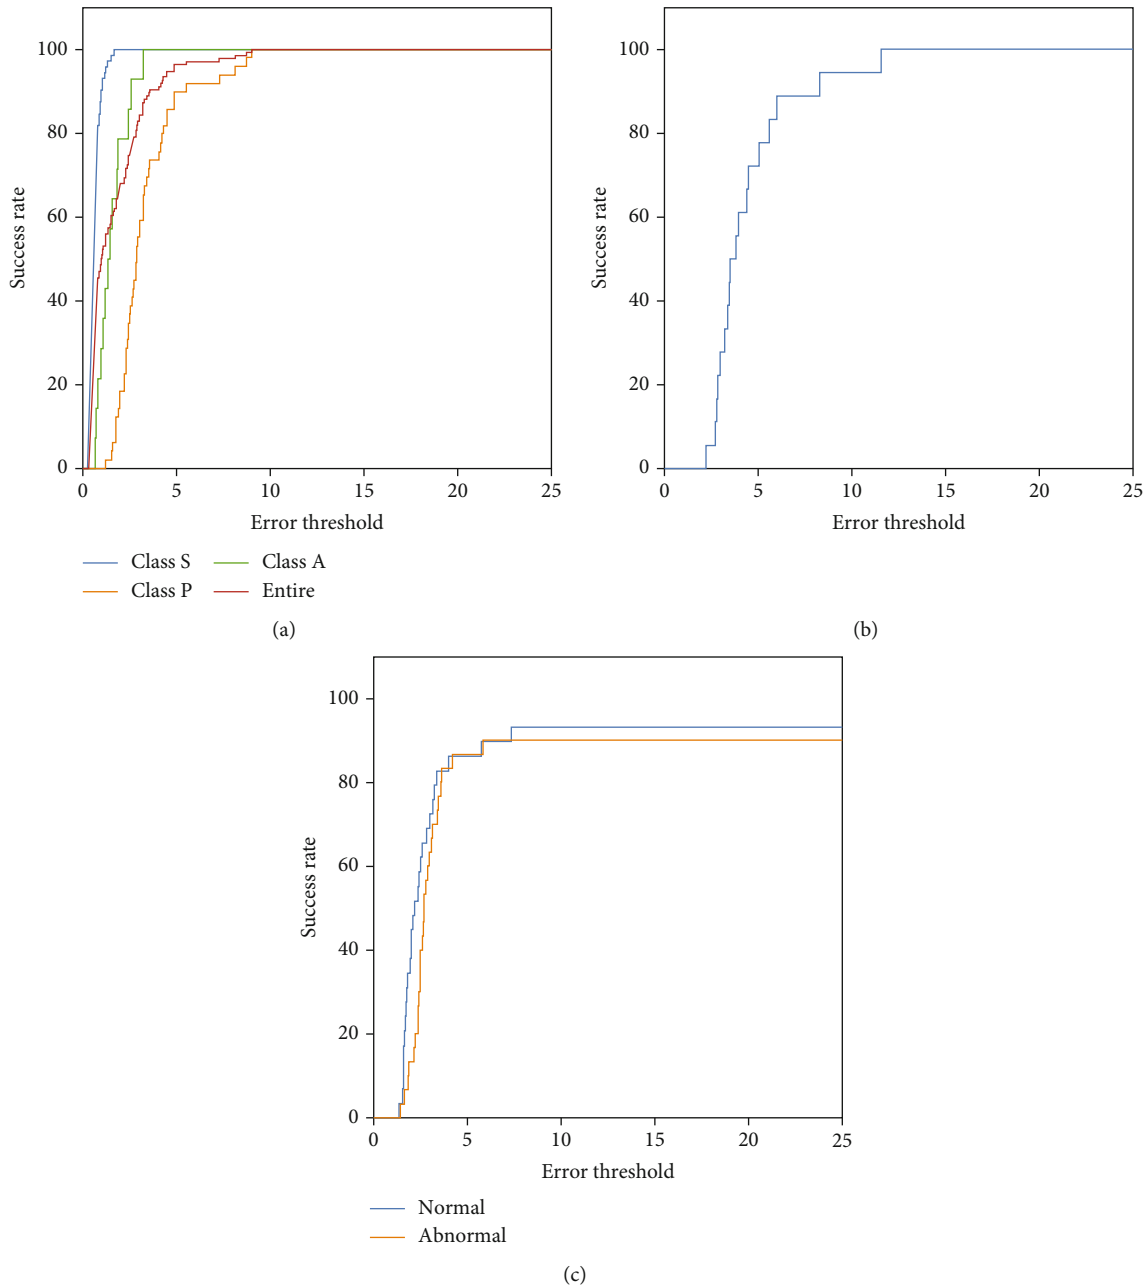 100
80
60
40
20
0
Success rate
0 5 10 15 20 25
Error threshold
Class S Class A
Class P Entire
(a)
100
80
60
40
20
0
Success rate
0 5 10 15 20 25
Error threshold
(b)
100
80
60
40
20
0
Success rate
0 5 10 15 20 25
Error threshold
Normal
Abnormal
(c)